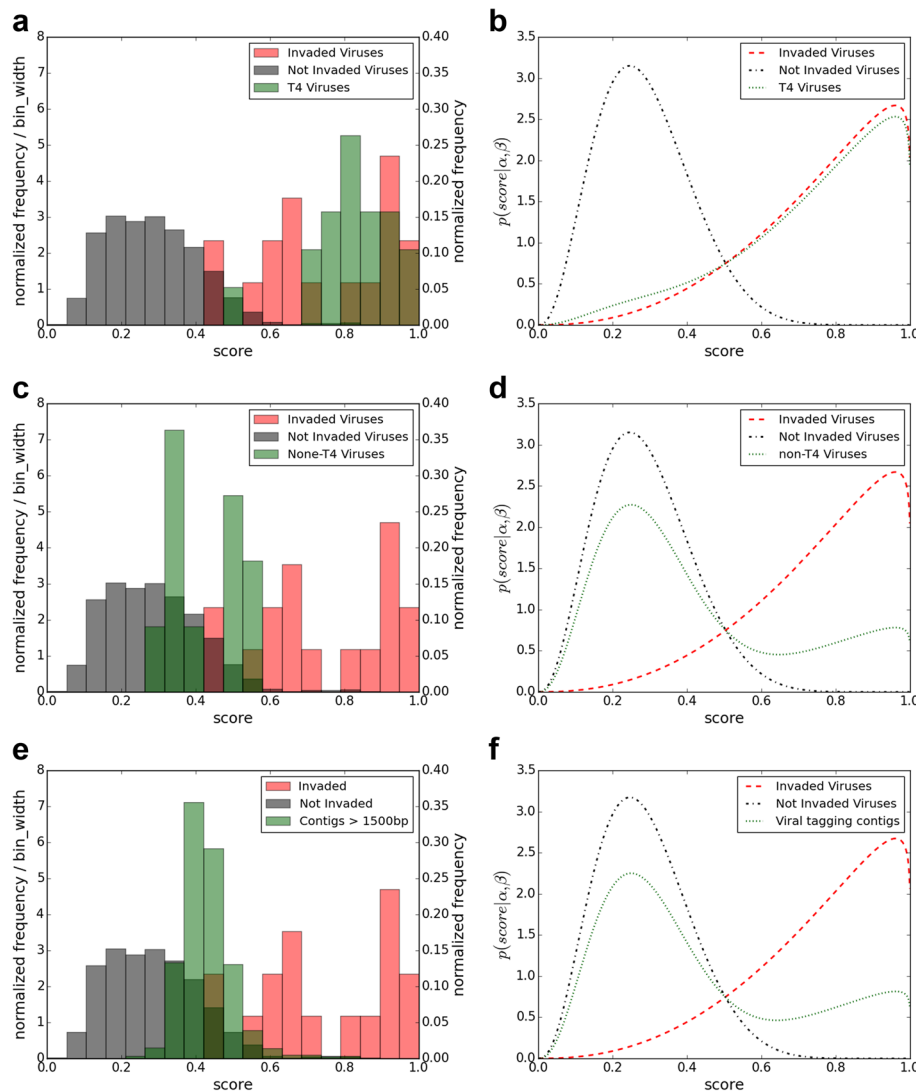 a
8
7
6
5
4
3
2
1
0
normalized frequency / bin_width
0.40
0.35
0.30
0.25
0.20
0.15
0.10
0.05
0.00
normalized frequency
Invaded Viruses
Not Invaded Viruses
T4 Viruses
0.0 0.2 0.4 0.6 0.8 1.0
score
b
3.5
3.0
2.5
2.0
1.5
1.0
0.5
0.0
p(score|α,β)
Invaded Viruses
Not Invaded Viruses
T4 Viruses
0.0 0.2 0.4 0.6 0.8 1.0
score
c
8
7
6
5
4
3
2
1
0
normalized frequency / bin_width
0.40
0.35
0.30
0.25
0.20
0.15
0.10
0.05
0.00
normalized frequency
Invaded Viruses
Not Invaded Viruses
None-T4 Viruses
0.0 0.2 0.4 0.6 0.8 1.0
score
d
3.5
3.0
2.5
2.0
1.5
1.0
0.5
0.0
p(score|α,β)
Invaded Viruses
Not Invaded Viruses
non-T4 Viruses
0.0 0.2 0.4 0.6 0.8 1.0
score
e
8
7
6
5
4
3
2
1
0
normalized frequency / bin_width
0.40
0.35
0.30
0.25
0.20
0.15
0.10
0.05
0.00
normalized frequency
Invaded
Not Invaded
Contigs > 1500bp
0.0 0.2 0.4 0.6 0.8 1.0
score
f
3.5
3.0
2.5
2.0
1.5
1.0
0.5
0.0
p(score|α,β)
Invaded Viruses
Not Invaded Viruses
Viral tagging contigs
0.0 0.2 0.4 0.6 0.8 1.0
score